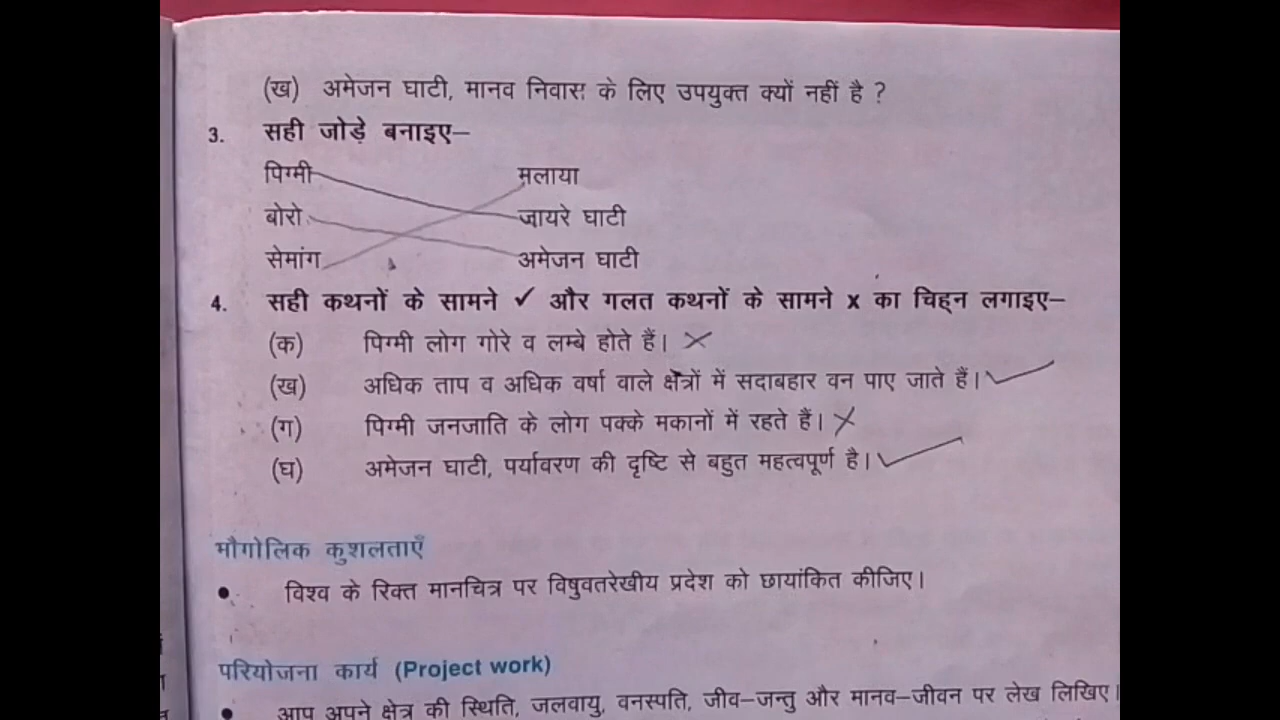 (ख) अमेजन घाटी, मानव निवास के लिए उपयुक्त क्यों नहीं है ?
3. सही जोड़े बनाइए–
पिग्मी मलाया
बोरो जायरे घाटी
सेमांग अमेजन घाटी
4. सही कथनों के सामने ✓ और गलत कथनों के सामने x का चिह्न लगाइए–
(क) पिग्मी लोग गोरे व लम्बे होते हैं। ✗
(ख) अधिक ताप व अधिक वर्षा वाले क्षेत्रों में सदाबहार वन पाए जाते हैं। ✓
(ग) पिग्मी जनजाति के लोग पक्के मकानों में रहते हैं। ✗
(घ) अमेजन घाटी, पर्यावरण की दृष्टि से बहुत महत्वपूर्ण है। ✓
भौगोलिक कुशलताएँ
• विश्व के रिक्त मानचित्र पर विषुवतरेखीय प्रदेश को छायांकित कीजिए।
परियोजना कार्य (Project work)
• आप अपने क्षेत्र की स्थिति, जलवायु, वनस्पति, जीव–जन्तु और मानव–जीवन पर लेख लिखिए।